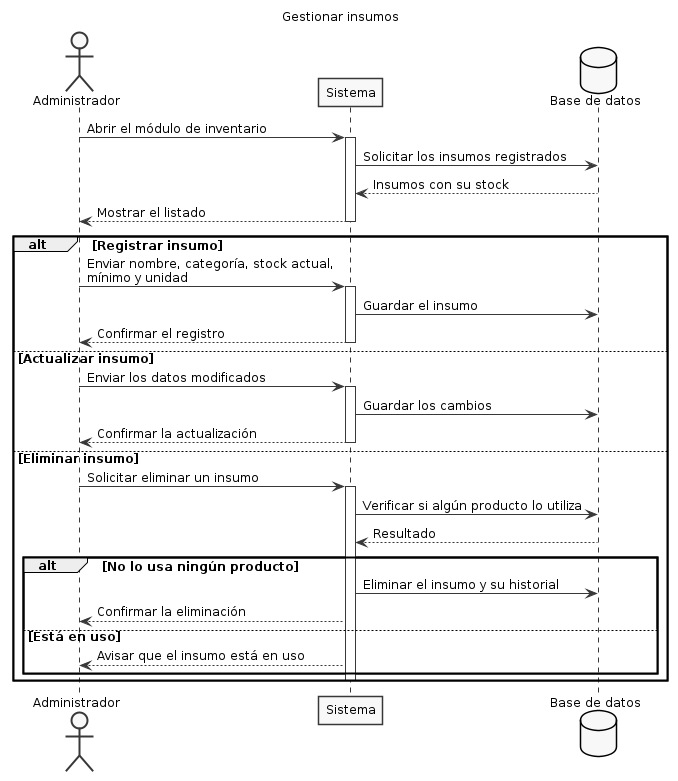 Gestionar insumos
Administrador
Sistema
Base de datos
Abrir el módulo de inventario
Solicitar los insumos registrados
Insumos con su stock
Mostrar el listado
alt [Registrar insumo]
Enviar nombre, categoría, stock actual,
mínimo y unidad
Guardar el insumo
Confirmar el registro
[Actualizar insumo]
Enviar los datos modificados
Guardar los cambios
Confirmar la actualización
[Eliminar insumo]
Solicitar eliminar un insumo
Verificar si algún producto lo utiliza
Resultado
alt [No lo usa ningún producto]
Eliminar el insumo y su historial
Confirmar la eliminación
[Está en uso]
Avisar que el insumo está en uso
Administrador
Sistema
Base de datos